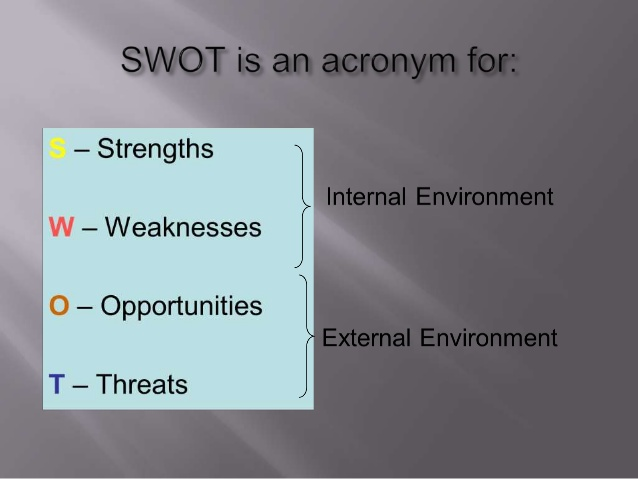 SWOT is an acronym for:
S – Strengths
Internal Environment
W – Weaknesses
O – Opportunities
External Environment
T – Threats